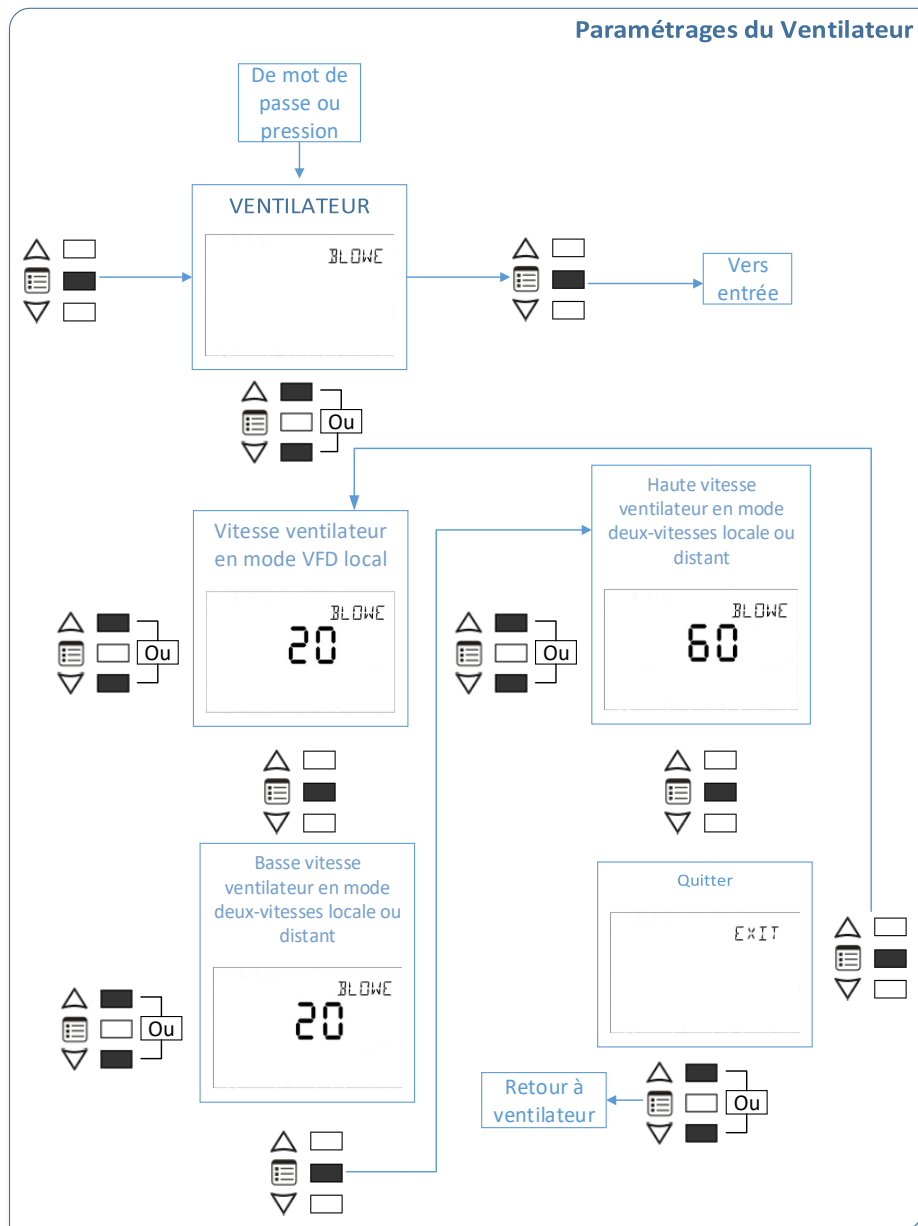 Paramétrages du Ventilateur
De mot de
passe ou
pression
VENTILATEUR
BLOWE
Vers
entrée
Ou
Vitesse ventilateur
en mode VFD local
BLOWE
20
Ou
Haute vitesse
ventilateur en mode
deux-vitesses locale ou
distant
BLOWE
60
Ou
Basse vitesse
ventilateur en mode
deux-vitesses locale ou
distant
BLOWE
20
Ou
Quitter
EXIT
Retour à
ventilateur
Ou